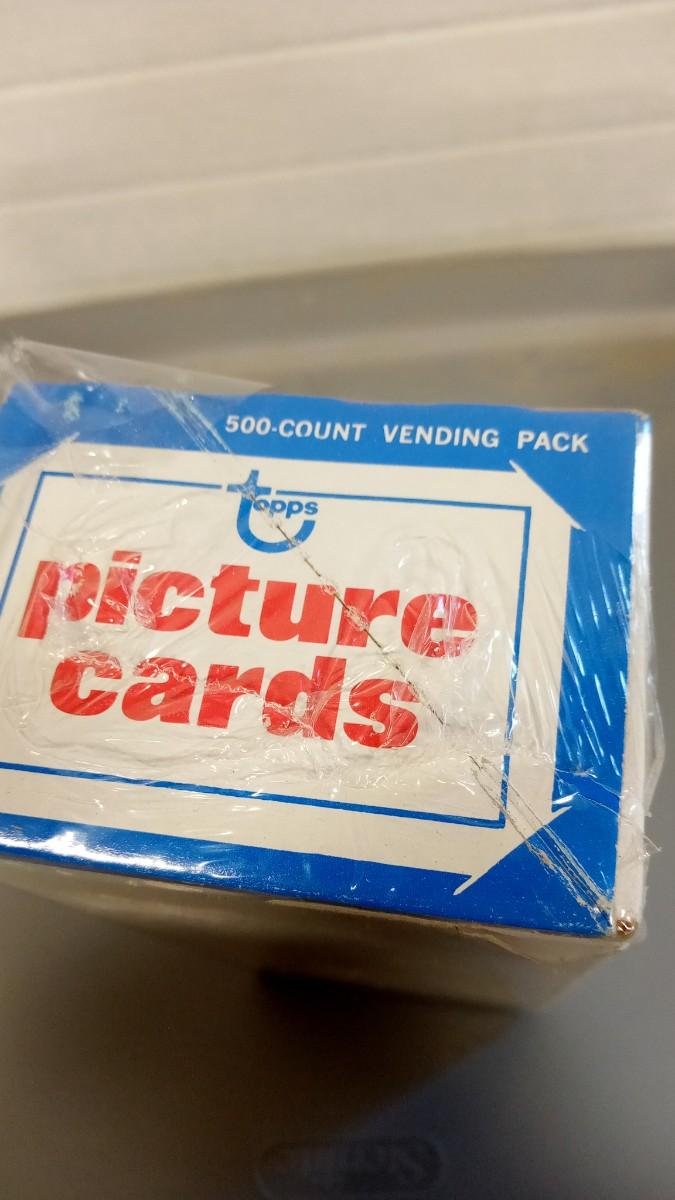 500-COUNT VENDING PACK
topps
picture
cards